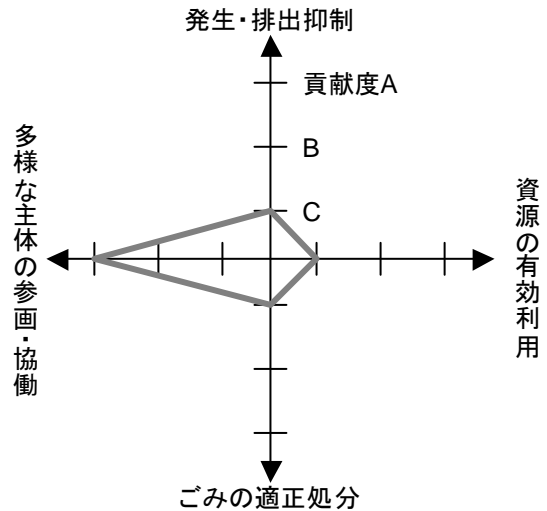 発生・排出抑制
貢献度A
B
C
多様な主体の参画・協働
資源の有効利用
ごみの適正処分